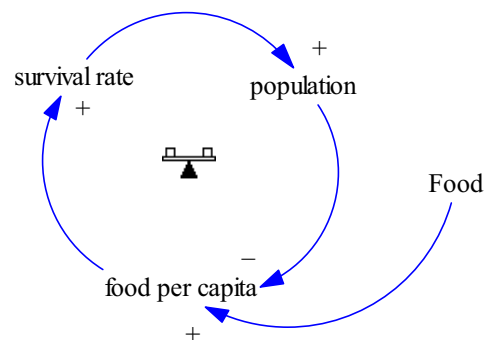 +
survival rate
+
population
Food
−
food per capita
+